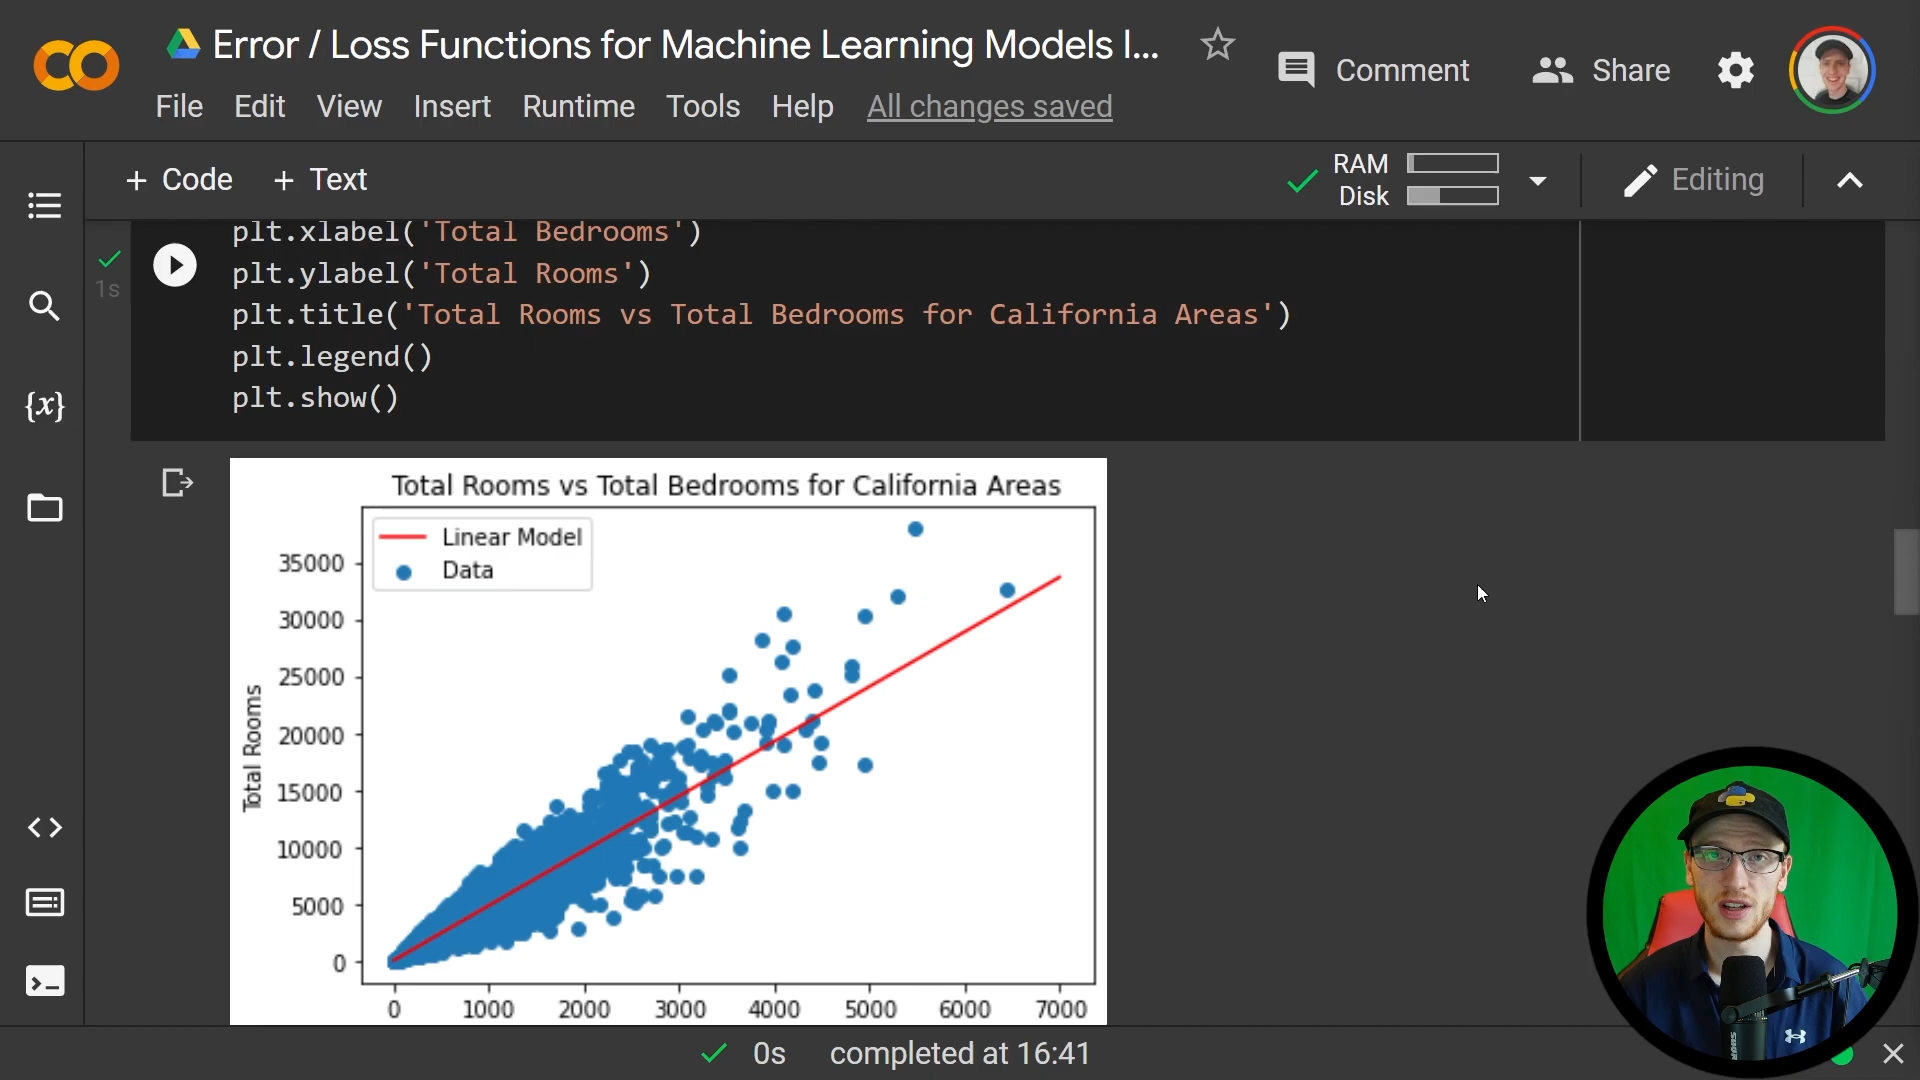 Error / Loss Functions for Machine Learning Models I...
Comment
Share
File Edit View Insert Runtime Tools Help All changes saved
+ Code + Text
RAM
Disk
Editing
plt.xlabel('Total Bedrooms')
1s
plt.ylabel('Total Rooms')
plt.title('Total Rooms vs Total Bedrooms for California Areas')
plt.legend()
plt.show()
{x}
Total Rooms vs Total Bedrooms for California Areas
Linear Model
Data
35000
30000
25000
20000
15000
10000
5000
0
Total Rooms
0 1000 2000 3000 4000 5000 6000 7000
0s completed at 16:41